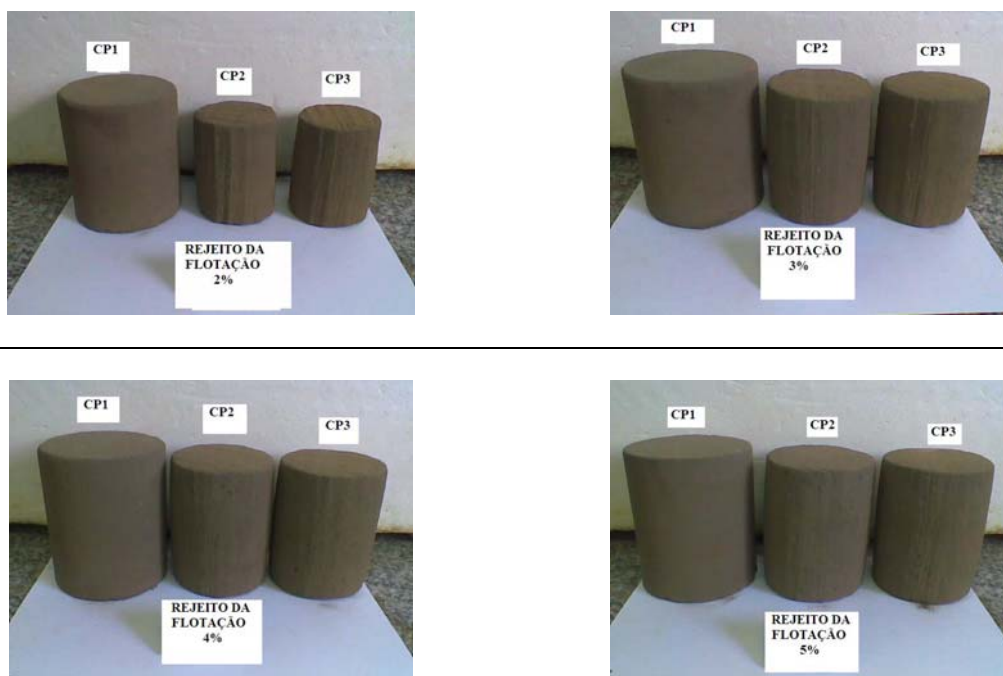 CP1
CP2
CP3
REJEITO DA
FLOTAÇÃO
2%
CP1
CP2
CP3
REJEITO DA
FLOTAÇÃO
3%
CP1
CP2
CP3
REJEITO DA
FLOTAÇÃO
4%
CP1
CP2
CP3
REJEITO DA
FLOTAÇÃO
5%